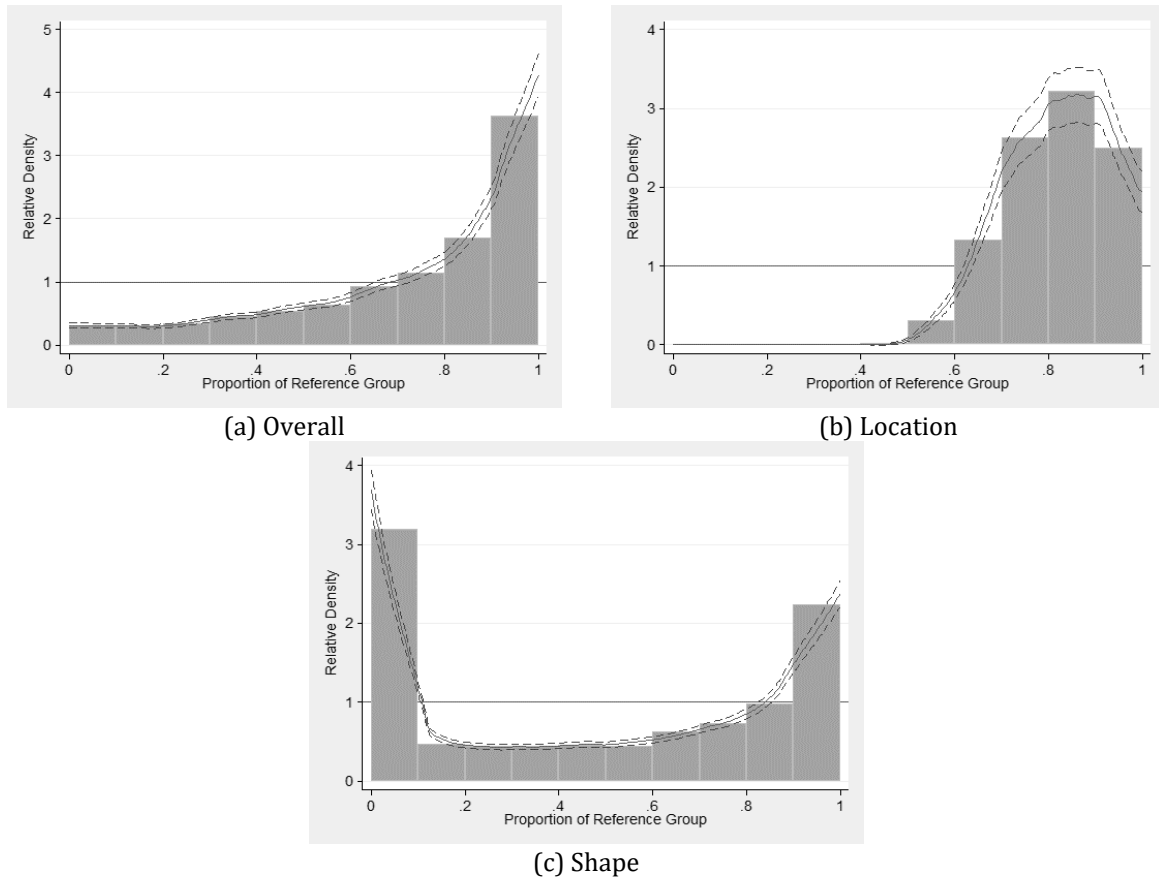 5
4
3
2
1
0
Relative Density
0 .2 .4 .6 .8 1
Proportion of Reference Group
(a) Overall
4
3
2
1
0
Relative Density
0 .2 .4 .6 .8 1
Proportion of Reference Group
(b) Location
4
3
2
1
0
Relative Density
0 .2 .4 .6 .8 1
Proportion of Reference Group
(c) Shape